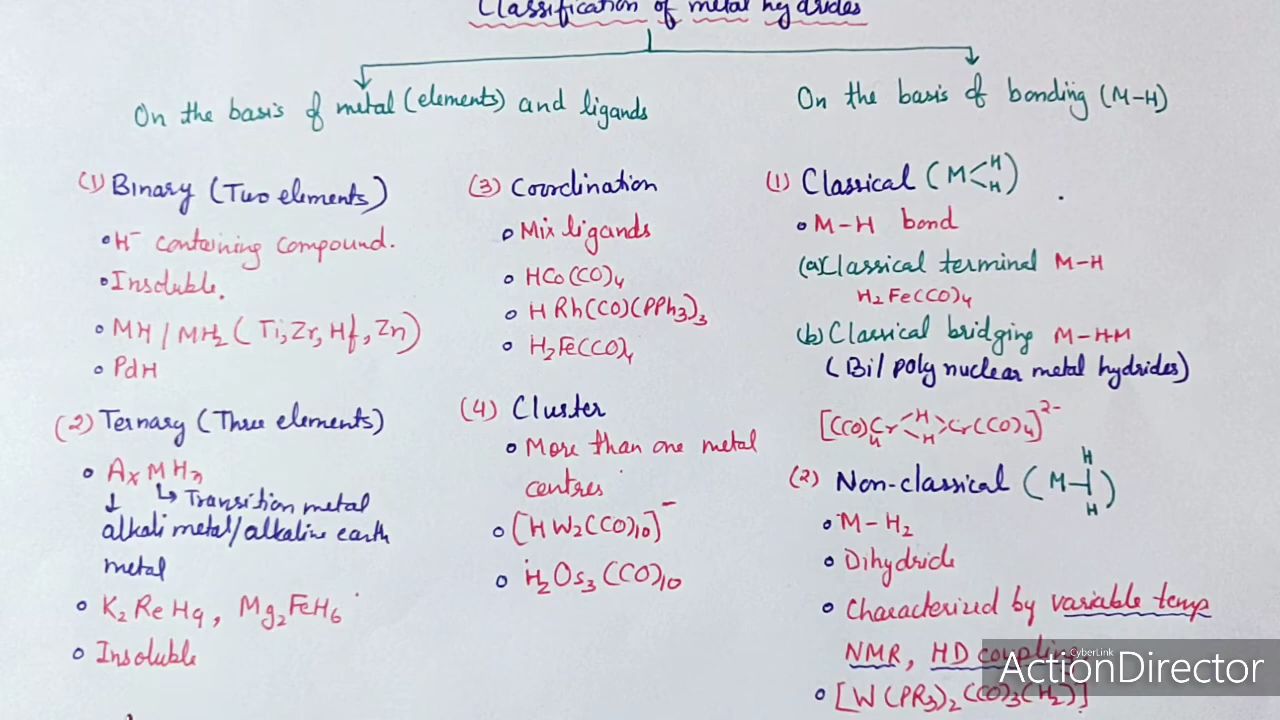 Classification of metal hydrides
On the basis of metal (elements) and ligands
On the basis of bonding (M-H)
(1) Binary (Two elements)
• H⁻ containing compound.
• Insoluble.
• MH / MH₂ (Ti, Zr, Hf, Zn)
• PdH
(2) Ternary (Three elements)
• AₓMHₙ
Transition metal
alkali metal/alkaline earth
metal
• K₂ReH₉, Mg₂FeH₆
• Insoluble
(3) Coordination
• Mix ligands
• HCo(CO)₄
• HRh(CO)(PPh₃)₃
• H₂Fe(CO)₄
(4) Cluster
• More than one metal
centres
• [HW₂(CO)₁₀]⁻
• H₂Os₃(CO)₁₀
(1) Classical (M<H H)
• M-H bond
(a) Classical terminal M-H
H₂Fe(CO)₄
(b) Classical bridging M-HM
(Bi/poly nuclear metal hydrides)
[(CO)₄Cr<H H>Cr(CO)₄]²⁻
(2) Non-classical (M-H H)
• M-H₂
• Dihydride
• Characterized by variable temp
NMR, HD coupling
• [W(PR₃)₂(CO)₃(H₂)]
CyberLink
ActionDirector